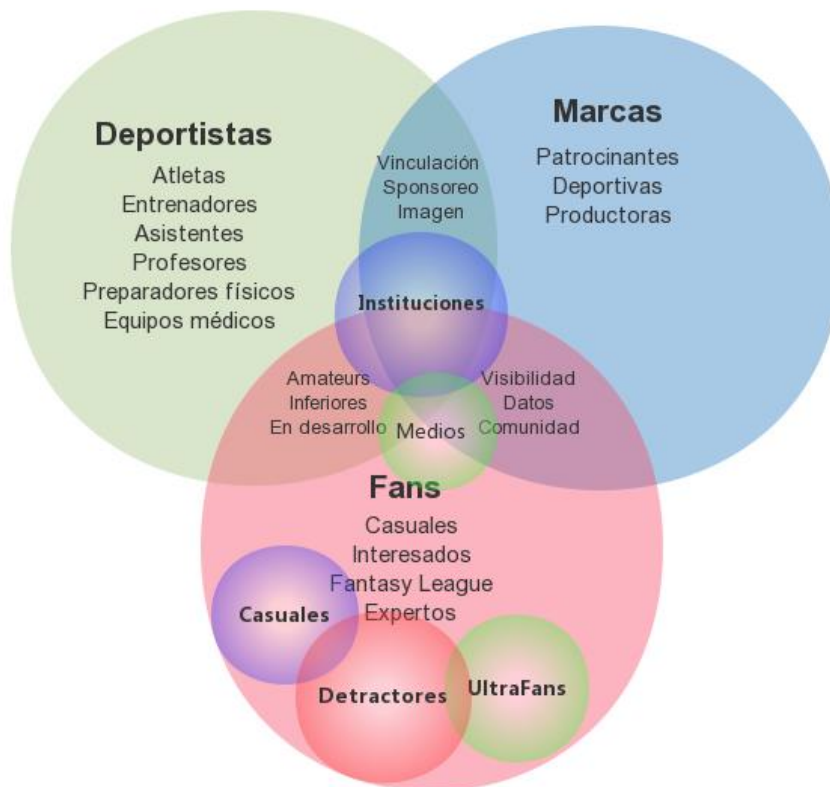 Deportistas
Atletas
Entrenadores
Asistentes
Profesores
Preparadores físicos
Equipos médicos
Vinculación
Sponsoreo
Imagen
Marcas
Patrocinantes
Deportivas
Productoras
Instituciones
Amateurs
Inferiores
En desarrollo
Medios
Visibilidad
Datos
Comunidad
Fans
Casuales
Interesados
Fantasy League
Expertos
Casuales
Detractores
UltraFans